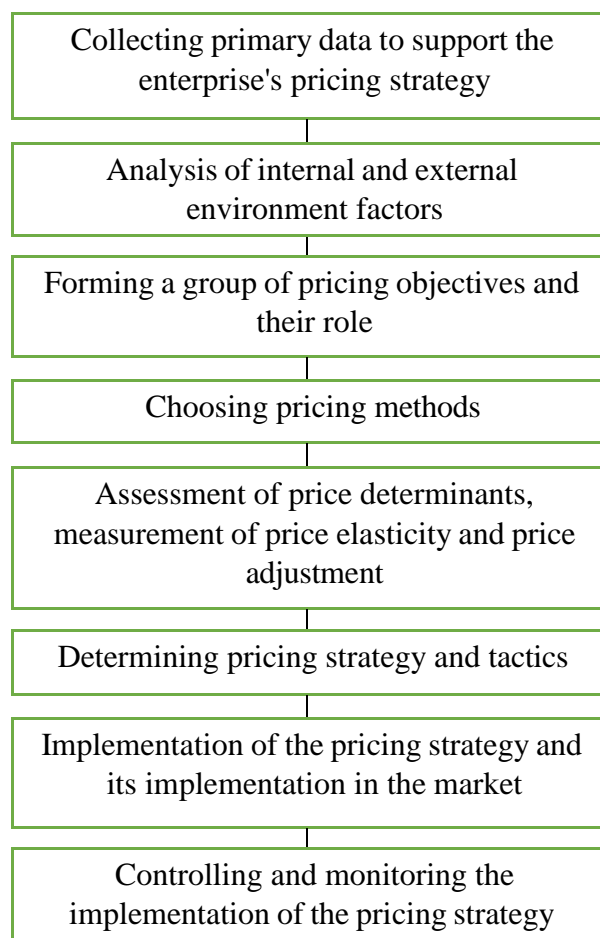 Collecting primary data to support the
enterprise's pricing strategy
Analysis of internal and external
environment factors
Forming a group of pricing objectives and
their role
Choosing pricing methods
Assessment of price determinants,
measurement of price elasticity and price
adjustment
Determining pricing strategy and tactics
Implementation of the pricing strategy and
its implementation in the market
Controlling and monitoring the
implementation of the pricing strategy